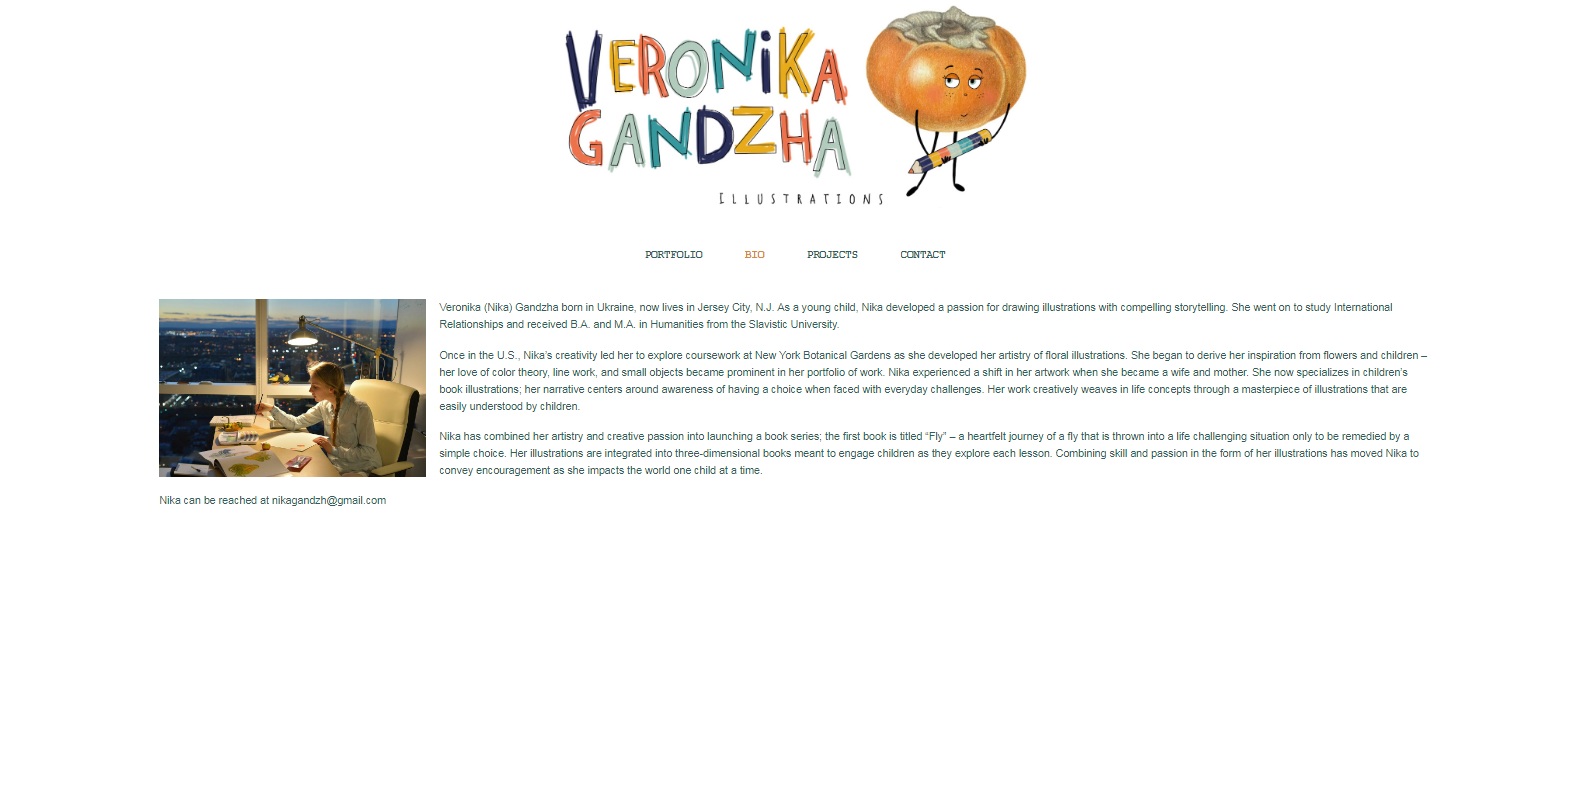 VERONIKA
GANDZHA
ILLUSTRATIONS
PORTFOLIO BIO PROJECTS CONTACT
Veronika (Nika) Gandzha born in Ukraine, now lives in Jersey City, N.J. As a young child, Nika developed a passion for drawing illustrations with compelling storytelling. She went on to study International
Relationships and received B.A. and M.A. in Humanities from the Slavistic University.
Once in the U.S., Nika’s creativity led her to explore coursework at New York Botanical Gardens as she developed her artistry of floral illustrations. She began to derive her inspiration from flowers and children –
her love of color theory, line work, and small objects became prominent in her portfolio of work. Nika experienced a shift in her artwork when she became a wife and mother. She now specializes in children’s
book illustrations; her narrative centers around awareness of having a choice when faced with everyday challenges. Her work creatively weaves in life concepts through a masterpiece of illustrations that are
easily understood by children.
Nika has combined her artistry and creative passion into launching a book series; the first book is titled “Fly” – a heartfelt journey of a fly that is thrown into a life challenging situation only to be remedied by a
simple choice. Her illustrations are integrated into three-dimensional books meant to engage children as they explore each lesson. Combining skill and passion in the form of her illustrations has moved Nika to
convey encouragement as she impacts the world one child at a time.
Nika can be reached at nikagandzh@gmail.com